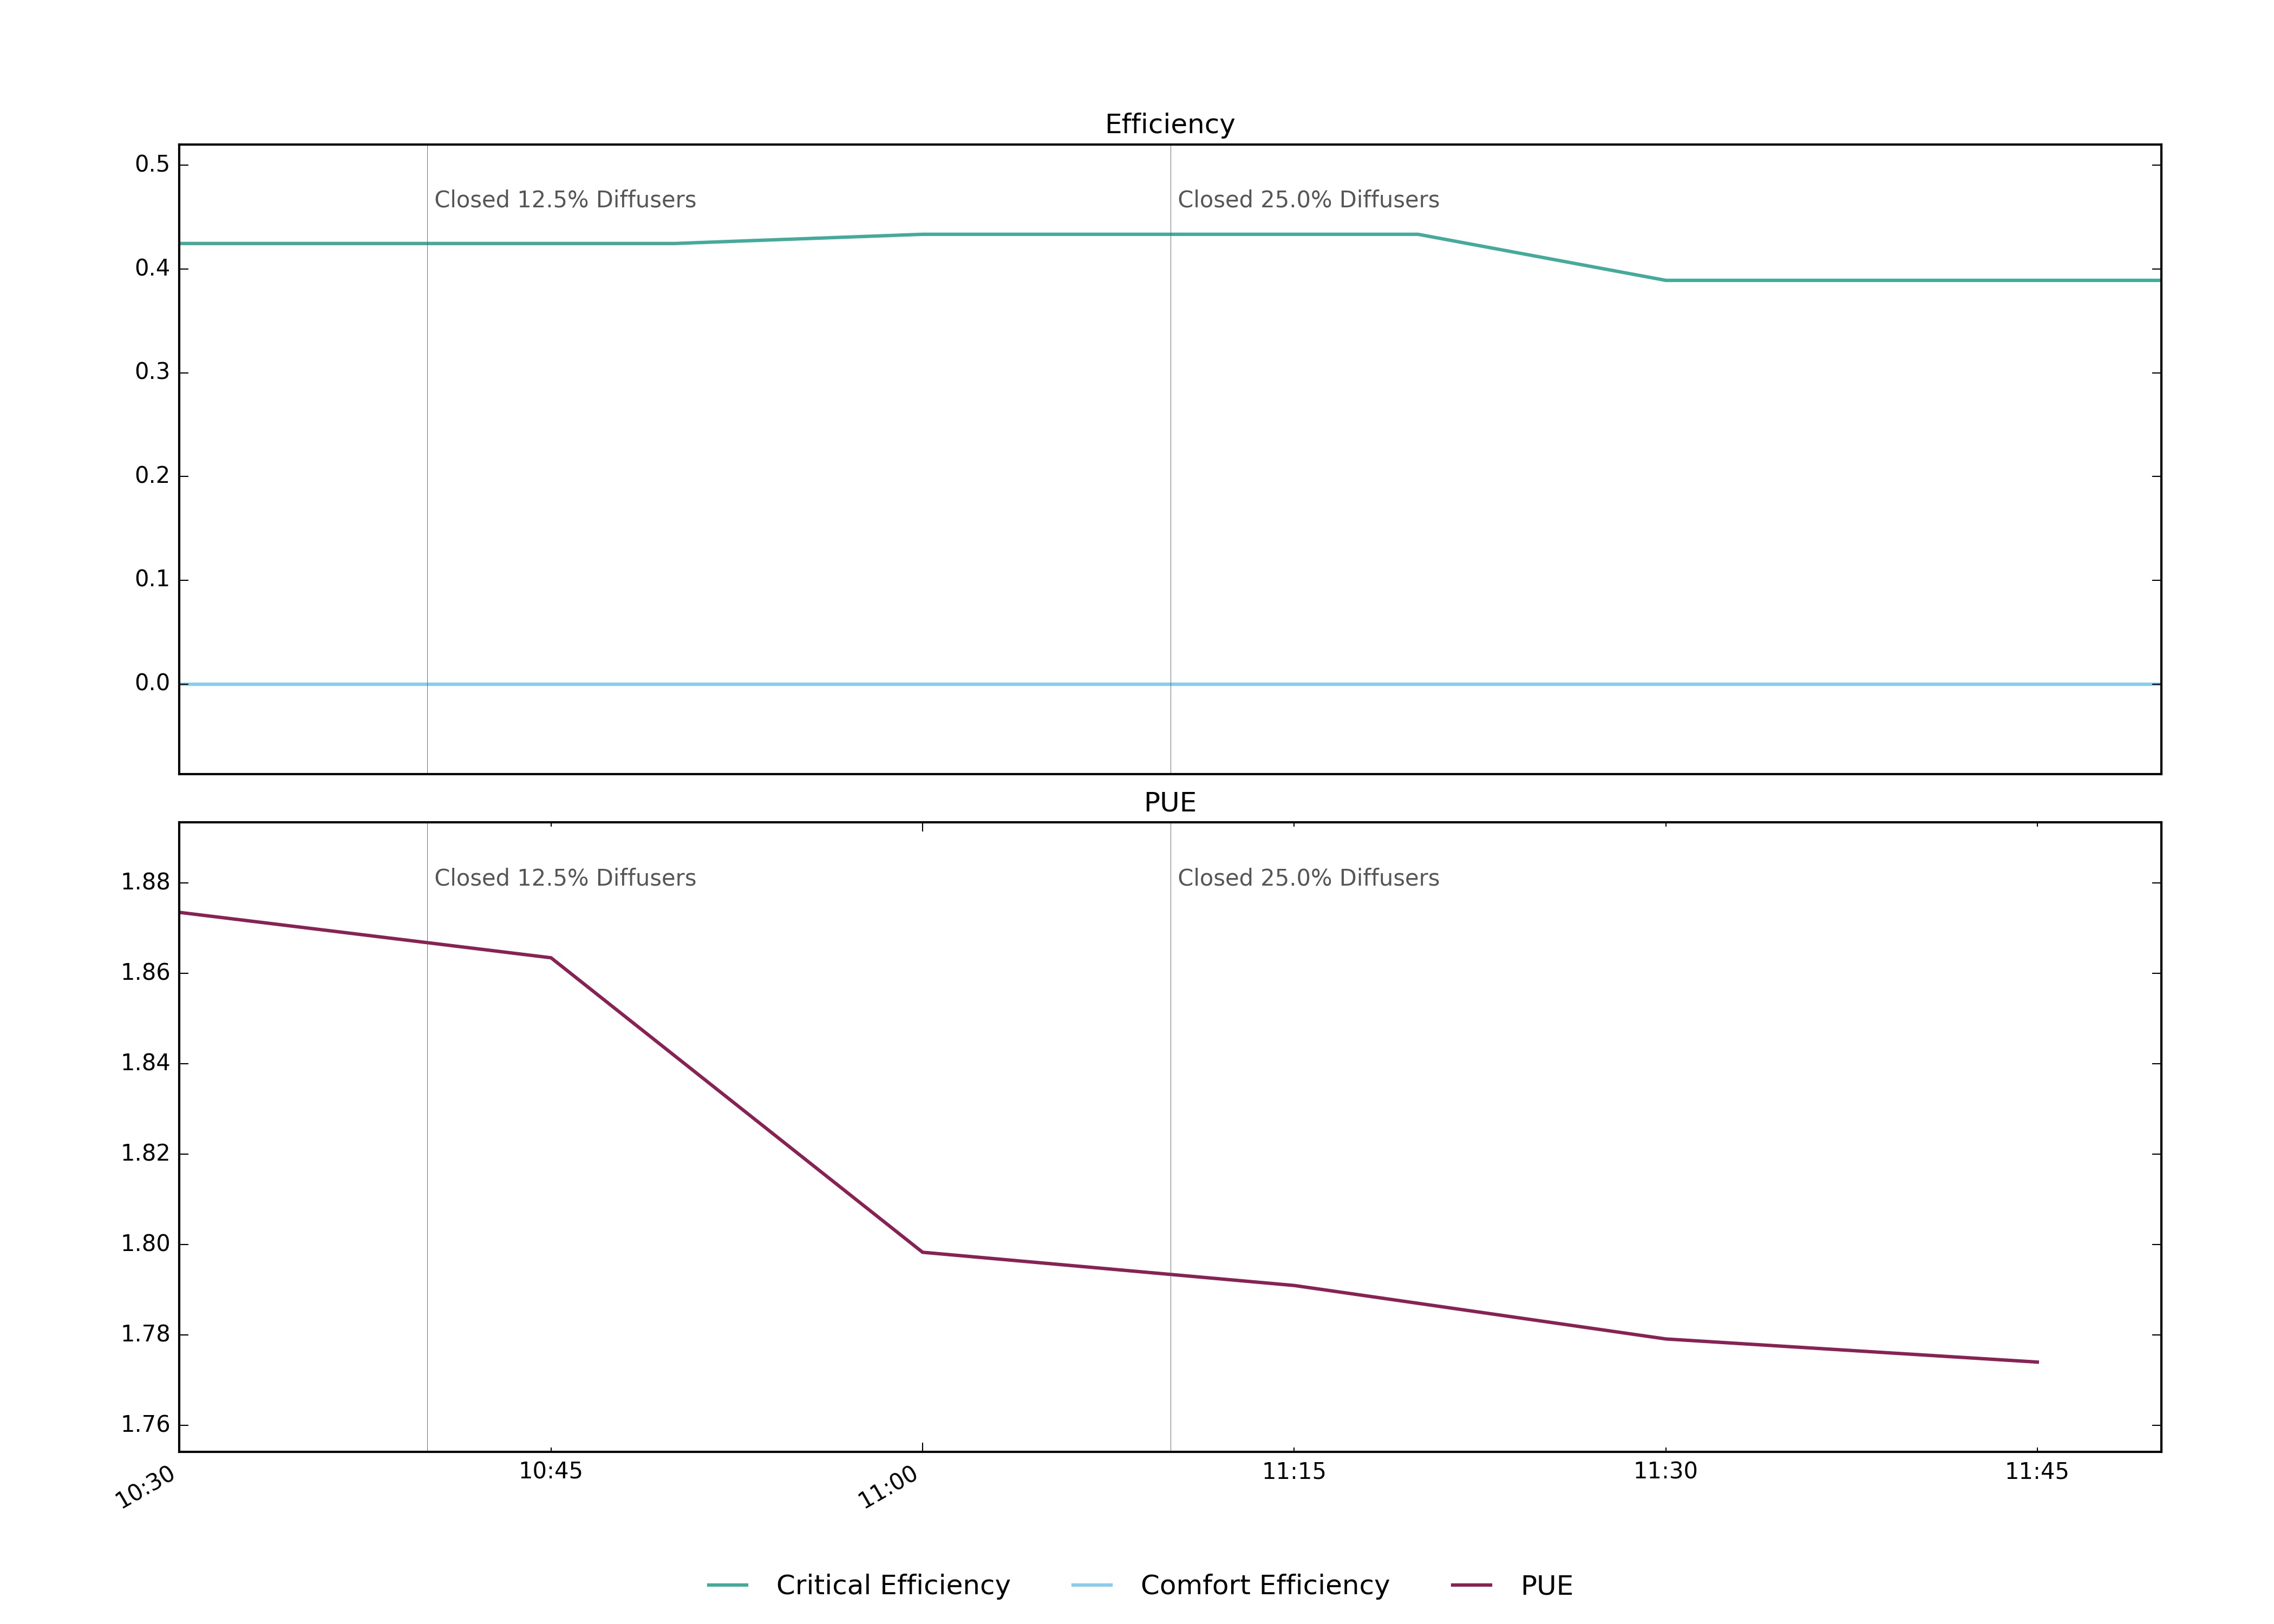 Efficiency
0.5
Closed 12.5% Diffusers Closed 25.0% Diffusers
0.4
0.3
0.2
0.1
0.0
PUE
1.88
Closed 12.5% Diffusers Closed 25.0% Diffusers
1.86
1.84
1.82
1.80
1.78
1.76
10:30 10:45 11:00 11:15 11:30 11:45
Critical Efficiency Comfort Efficiency PUE